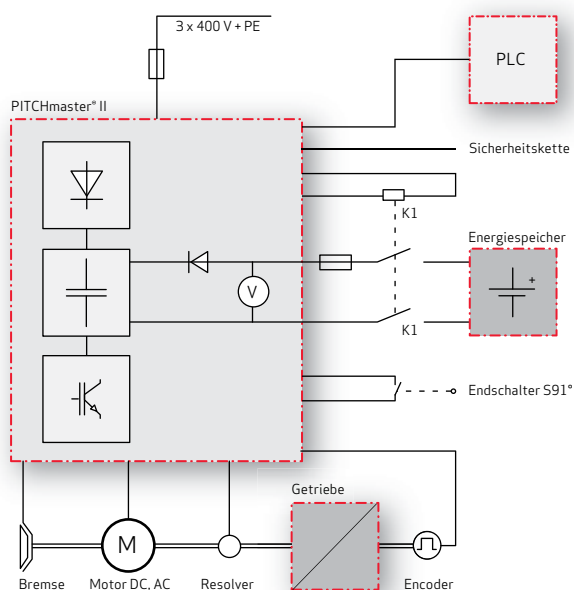 3 x 400 V + PE
PLC
PITCHmaster® II
Sicherheitskette
K1
Energiespeicher
+
V
K1
Endschalter S91°
Getriebe
M
Bremse
Motor DC, AC
Resolver
Encoder